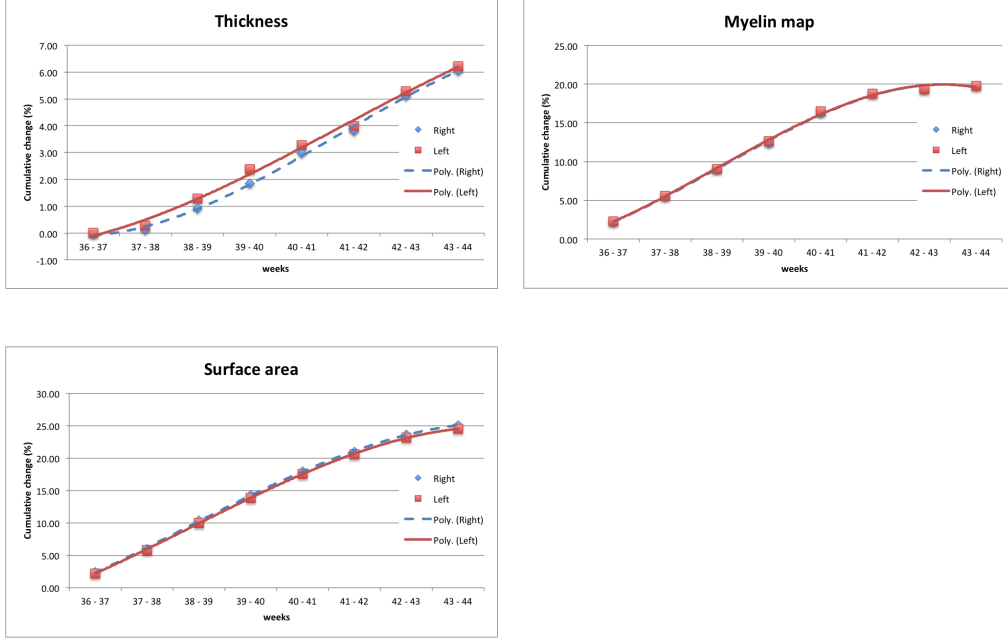 Thickness
Cumulative change (%)
7.00
6.00
5.00
4.00
3.00
2.00
1.00
0.00
-1.00
36 - 37 37 - 38 38 - 39 39 - 40 40 - 41 41 - 42 42 - 43 43 - 44
weeks
Right
Left
Poly. (Right)
Poly. (Left)
Myelin map
Cumulative change (%)
25.00
20.00
15.00
10.00
5.00
0.00
36 - 37 37 - 38 38 - 39 39 - 40 40 - 41 41 - 42 42 - 43 43 - 44
weeks
Right
Left
Poly. (Right)
Poly. (Left)
Surface area
Cumulative change (%)
30.00
25.00
20.00
15.00
10.00
5.00
0.00
36 - 37 37 - 38 38 - 39 39 - 40 40 - 41 41 - 42 42 - 43 43 - 44
weeks
Right
Left
Poly. (Right)
Poly. (Left)